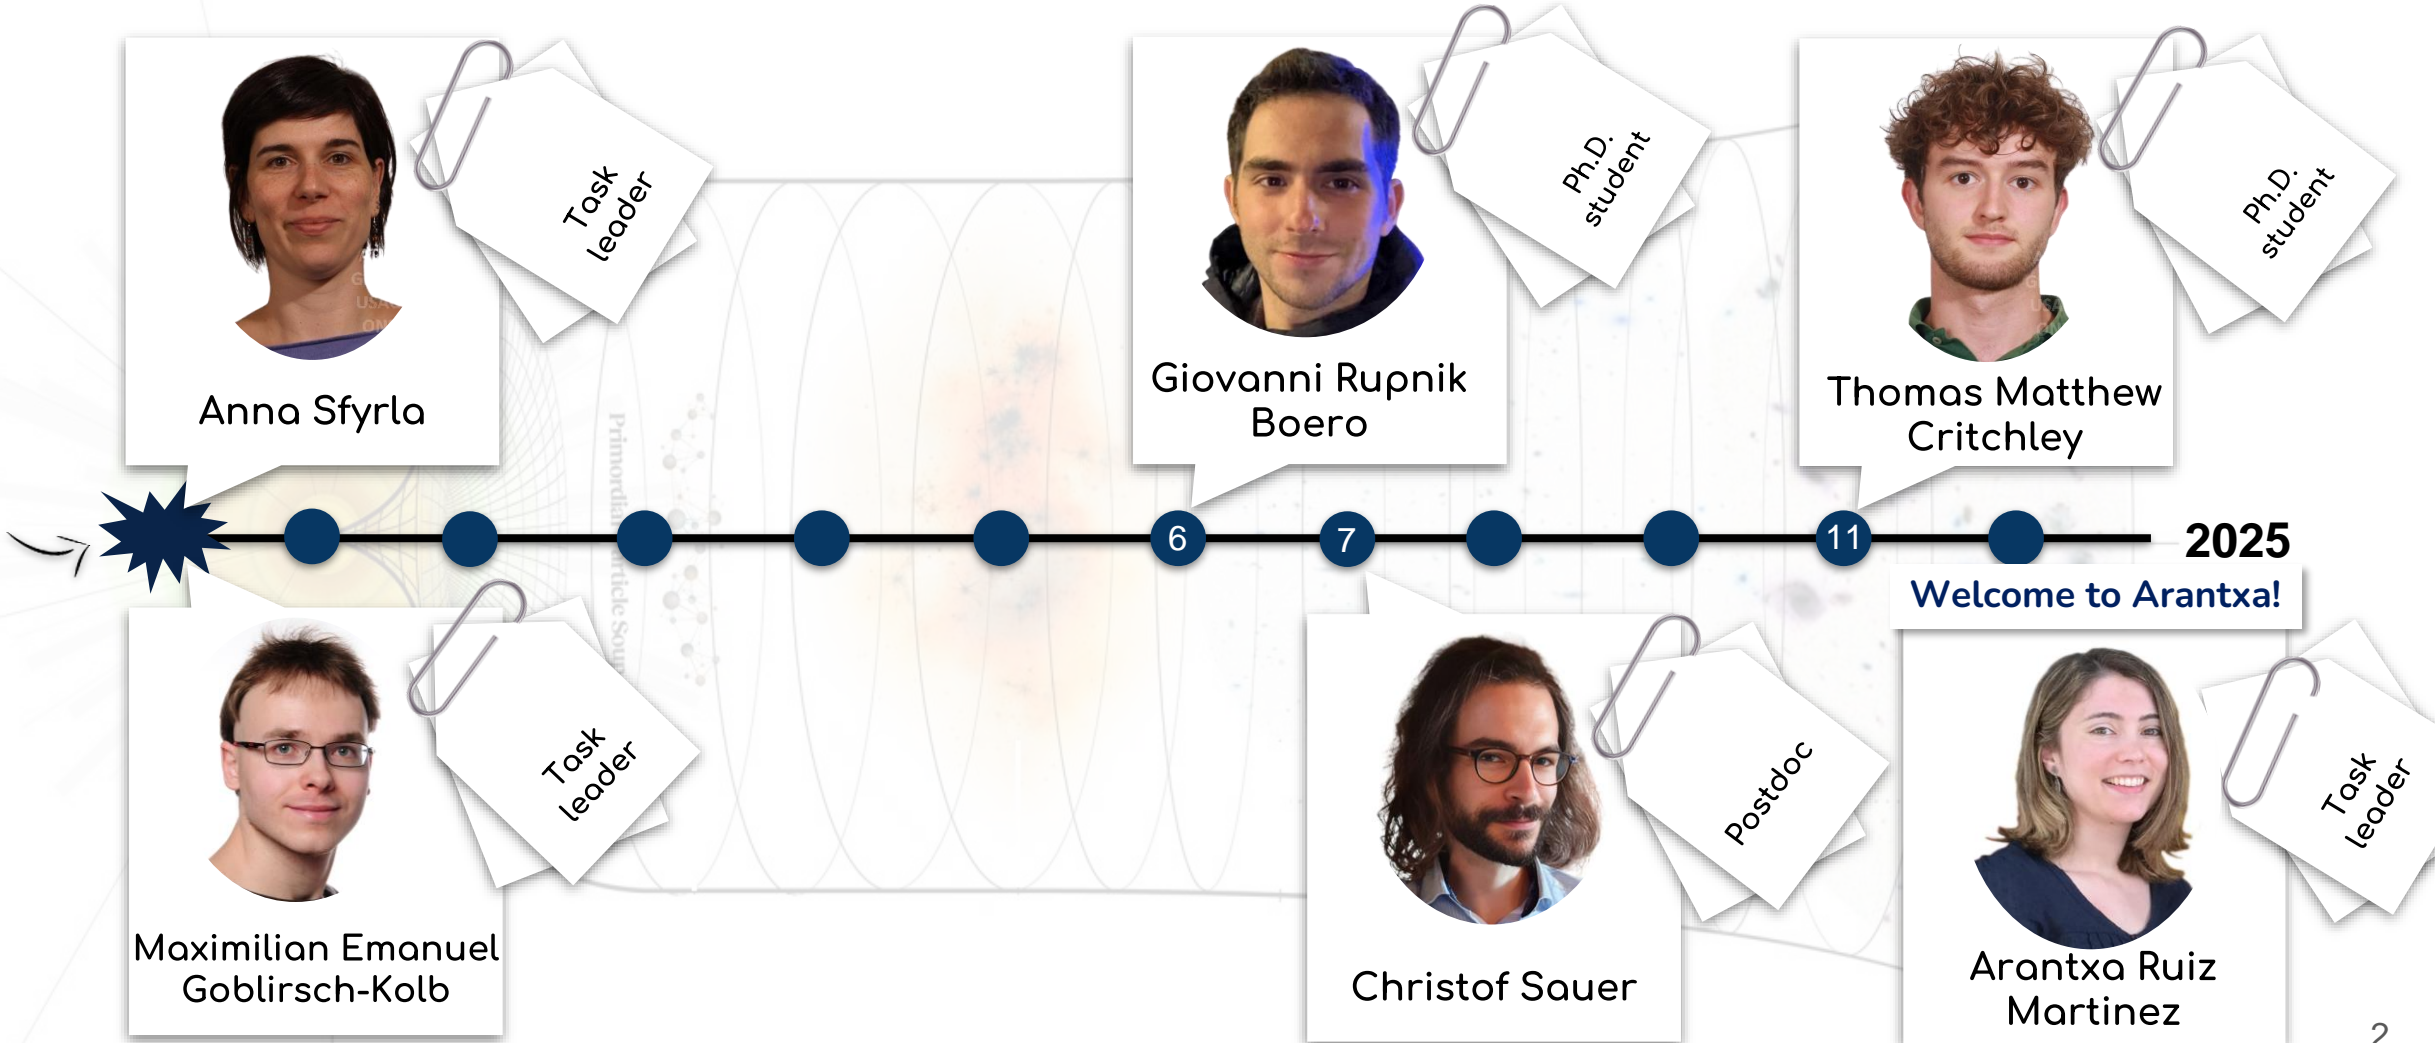 Task
leader
Anna Sfyrla
Ph.D.
student
Giovanni Rupnik
Boero
Ph.D.
student
Thomas Matthew
Critchley
6
7
11
2025
Welcome to Arantxa!
Task
leader
Maximilian Emanuel
Goblirsch-Kolb
Postdoc
Christof Sauer
Task
leader
Arantxa Ruiz
Martinez
2